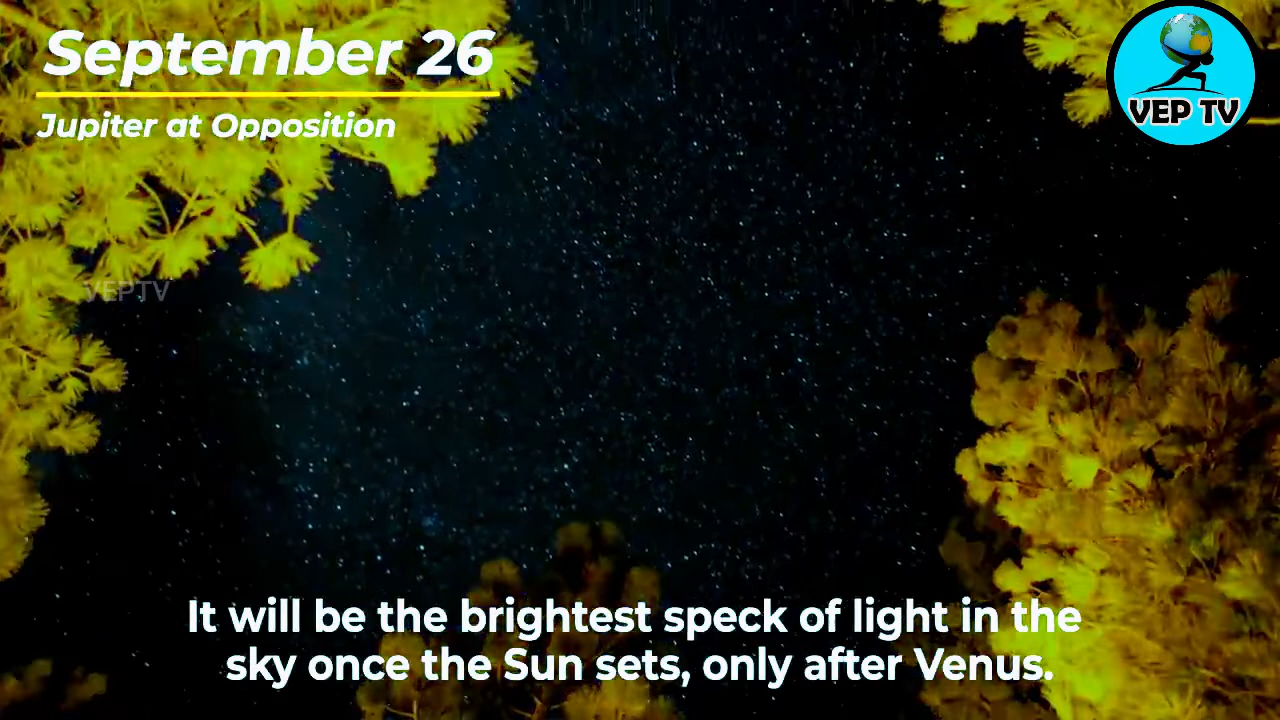 September 26
Jupiter at Opposition
VEP TV
VEPTV
It will be the brightest speck of light in the
sky once the Sun sets, only after Venus.